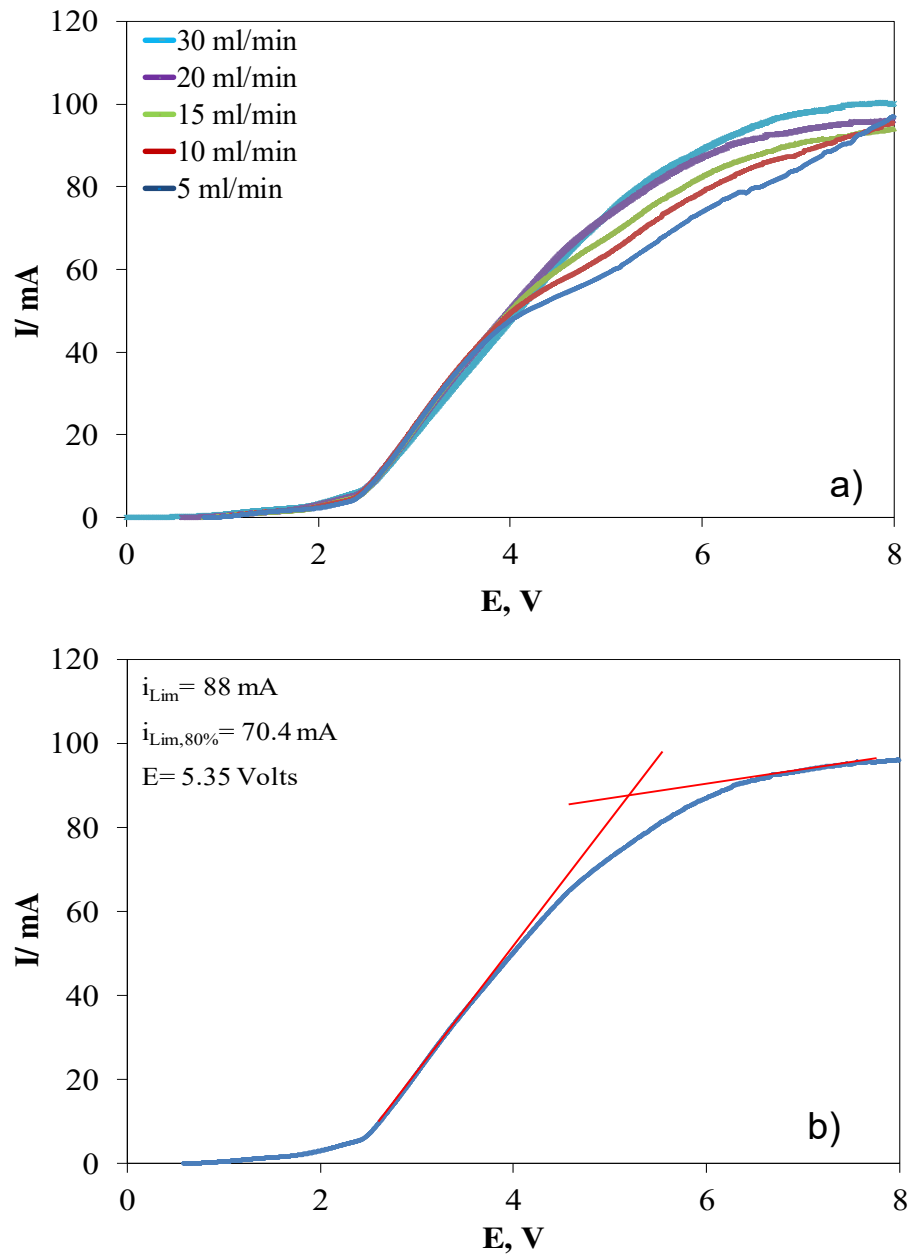 120
100
80
60
40
20
0
I/ mA
30 ml/min
20 ml/min
15 ml/min
10 ml/min
5 ml/min
a)
0 2 4 6 8
E, V
120
100
80
60
40
20
0
I/ mA
iLim= 88 mA
iLim,80%= 70.4 mA
E= 5.35 Volts
b)
0 2 4 6 8
E, V